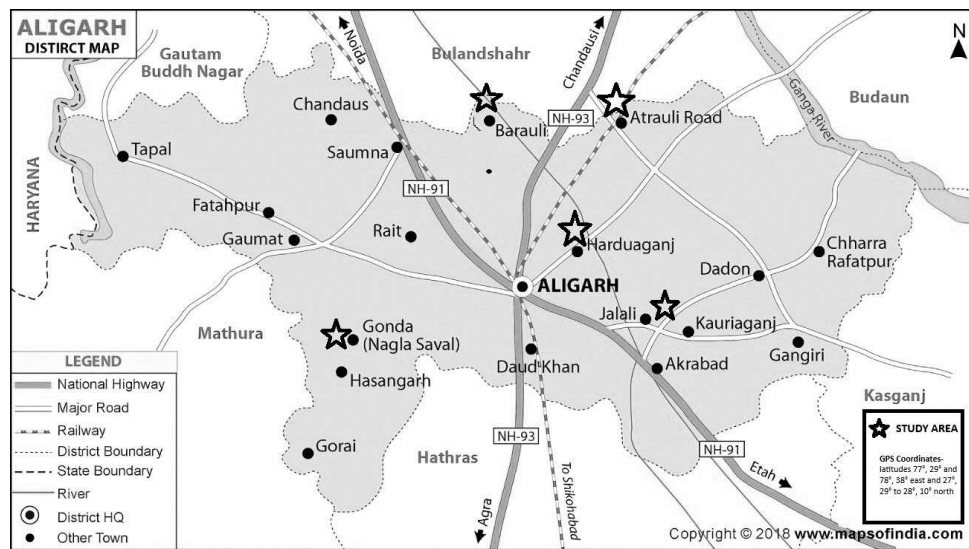 ALIGARH
DISTIRCT MAP
Gautam
Buddh Nagar
Noida
Bulandshahr
Chandausi
N
Budaun
Ganga River
Chandaus
Barauli
NH-93
Atrauli Road
Tapal
Saumna
HARYANA
NH-91
Fatahpur
Gaumat
Rait
Harduaganj
Chharra
Rafatpur
Dadon
ALIGARH
Jalali
Kauriaganj
Mathura
Gonda
(Nagla Saval)
Daud Khan
Gangiri
Akrabad
Hasangarh
Kasganj
Gorai
Hathras
NH-93
NH-91
To Shikohabad
Agra
Etah
LEGEND
National Highway
Major Road
Railway
District Boundary
State Boundary
River
District HQ
Other Town
STUDY AREA
GPS Coordinates-
latitudes 77°, 29° and
78°, 38° east and 27°,
29° to 28°, 10° north
Copyright © 2018 www.mapsofindia.com